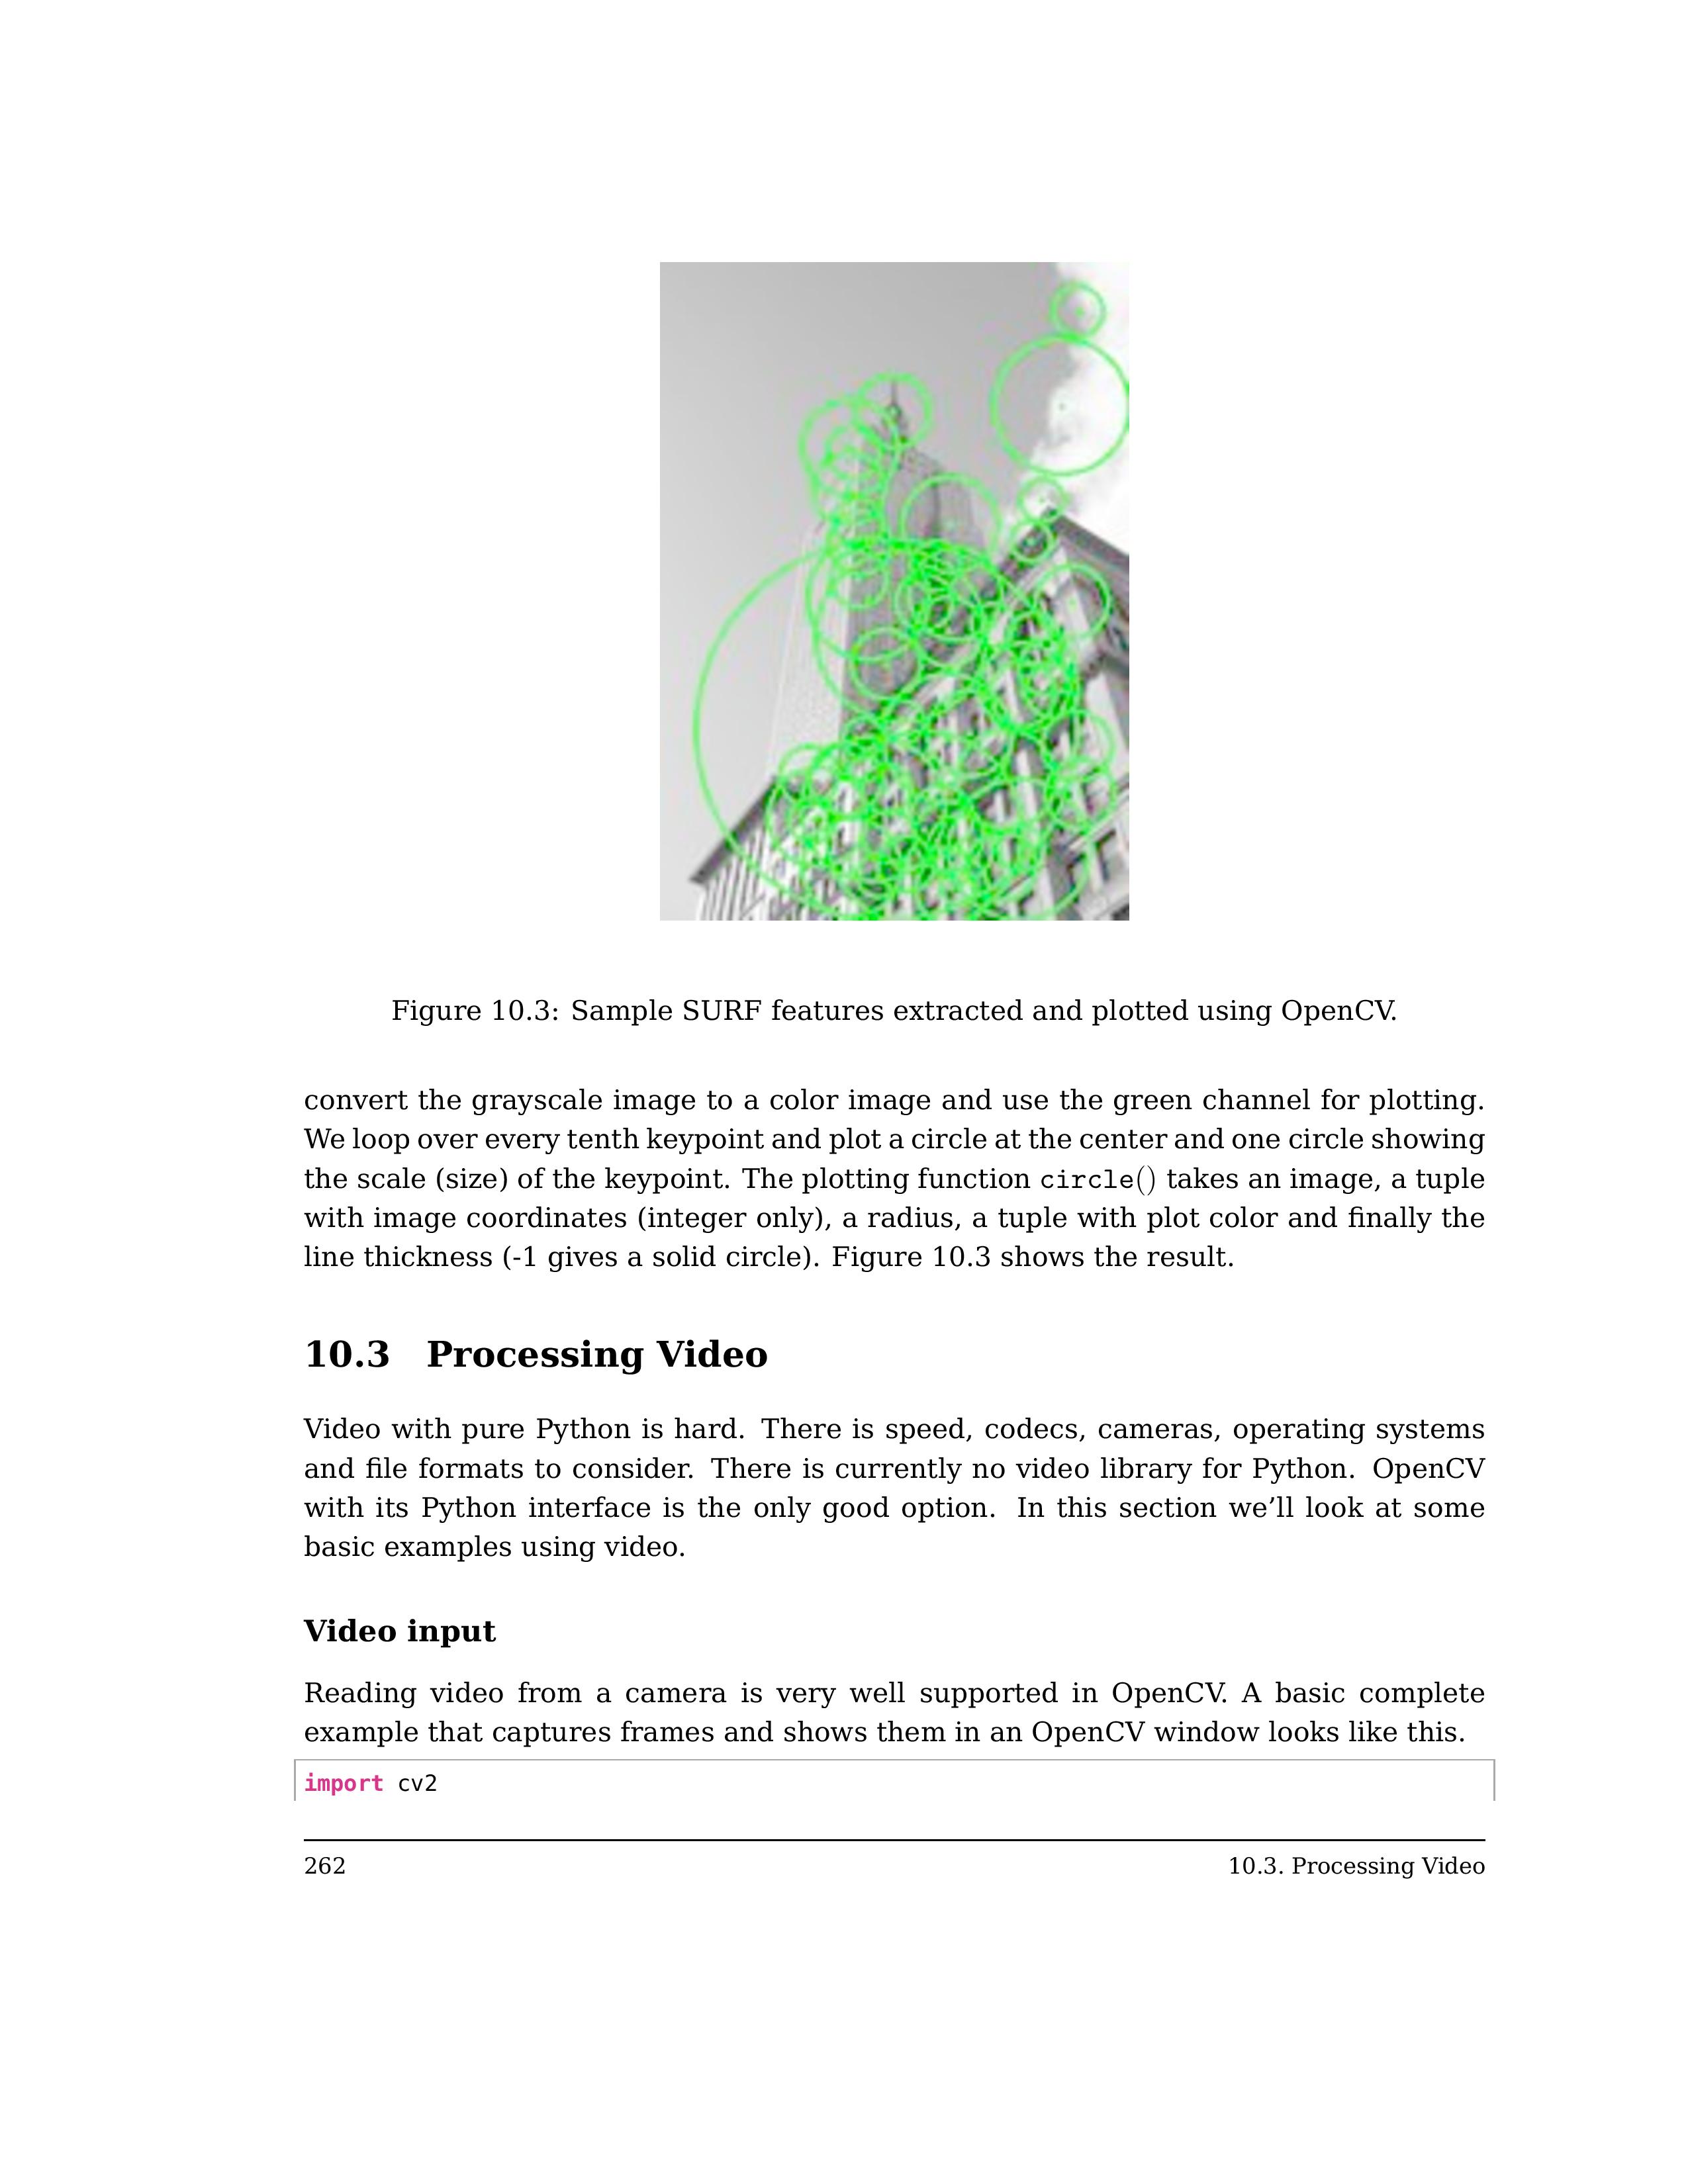 Figure 10.3: Sample SURF features extracted and plotted using OpenCV.
convert the grayscale image to a color image and use the green channel for plotting.
We loop over every tenth keypoint and plot a circle at the center and one circle showing
the scale (size) of the keypoint. The plotting function circle() takes an image, a tuple
with image coordinates (integer only), a radius, a tuple with plot color and finally the
line thickness (-1 gives a solid circle). Figure 10.3 shows the result.
10.3 Processing Video
Video with pure Python is hard. There is speed, codecs, cameras, operating systems
and file formats to consider. There is currently no video library for Python. OpenCV
with its Python interface is the only good option. In this section we’ll look at some
basic examples using video.
Video input
Reading video from a camera is very well supported in OpenCV. A basic complete
example that captures frames and shows them in an OpenCV window looks like this.
import cv2
262 10.3. Processing Video